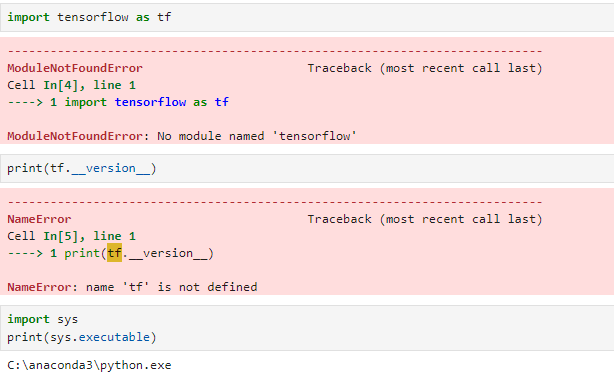 import tensorflow as tf
---------------------------------------------------------------------------
ModuleNotFoundError                       Traceback (most recent call last)
Cell In[4], line 1
----> 1 import tensorflow as tf

ModuleNotFoundError: No module named 'tensorflow'
print(tf.__version__)
---------------------------------------------------------------------------
NameError                                 Traceback (most recent call last)
Cell In[5], line 1
----> 1 print(tf.__version__)

NameError: name 'tf' is not defined
import sys
print(sys.executable)
C:\anaconda3\python.exe